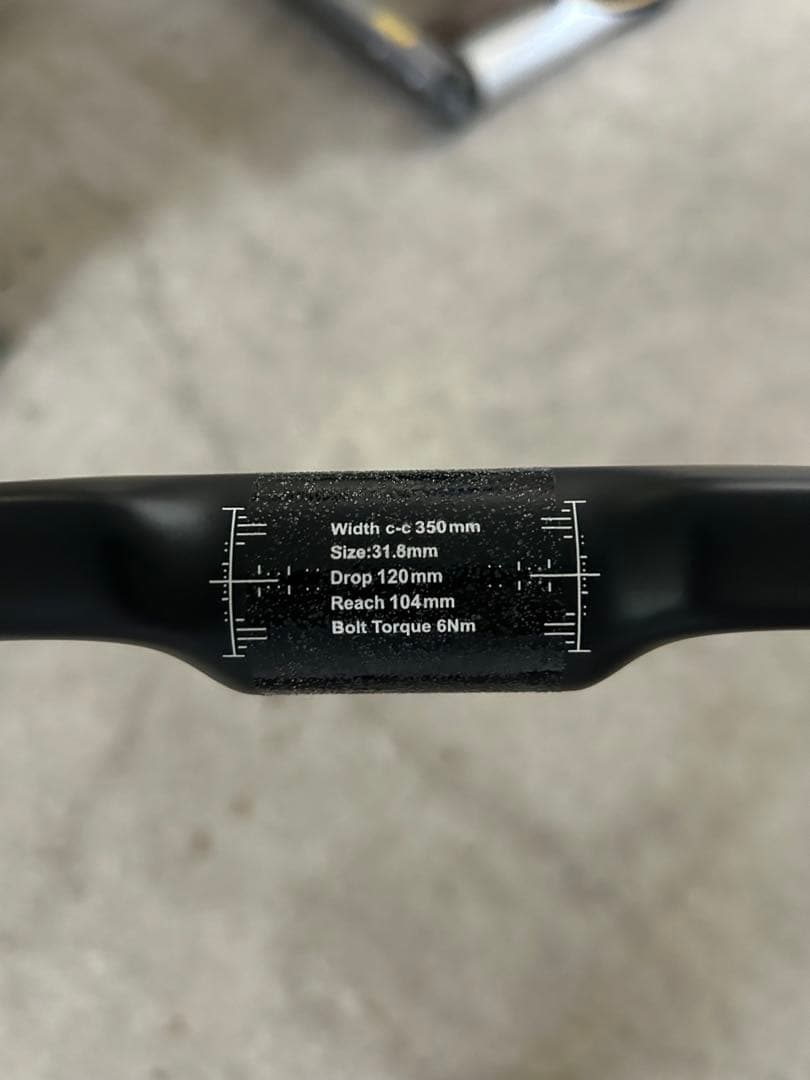 Width c-c 350mm
Size:31.8mm
Drop 120mm
Reach 104mm
Bolt Torque 6Nm